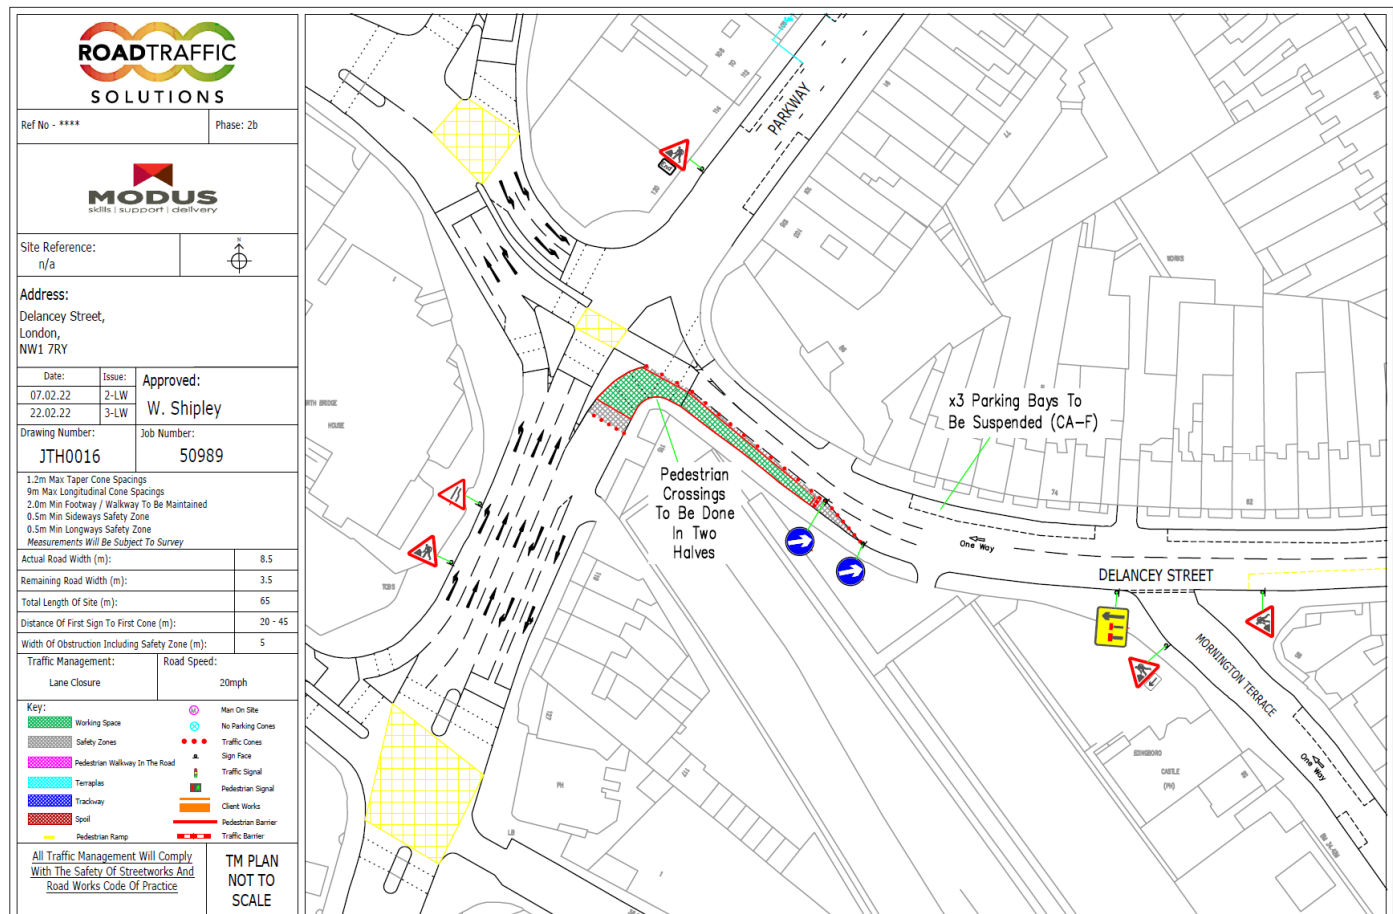 ROADTRAFFIC
SOLUTIONS
Ref No - ****
Phase: 2b
MODUS
skills | support | delivery
Site Reference:
n/a
N
Address:
Delancey Street,
London,
NW1 7RY
Date:
Issue:
Approved:
07.02.22
2-LW
W. Shipley
22.02.22
3-LW
Drawing Number:
Job Number:
JTH0016
50989
1.2m Max Taper Cone Spacings
9m Max Longitudinal Cone Spacings
2.0m Min Footway / Walkway To Be Maintained
0.5m Min Sideways Safety Zone
0.5m Min Longways Safety Zone
Measurements Will Be Subject To Survey
Actual Road Width (m):
8.5
Remaining Road Width (m):
3.5
Total Length Of Site (m):
65
Distance Of First Sign To First Cone (m):
20 - 45
Width Of Obstruction Including Safety Zone (m):
5
Traffic Management:
Road Speed:
Lane Closure
20mph
Key:
Working Space
Safety Zones
Pedestrian Walkway In The Road
Terraplas
Trackway
Spoil
Pedestrian Ramp
Man On Site
No Parking Cones
Traffic Cones
Sign Face
Traffic Signal
Pedestrian Signal
Client Works
Pedestrian Barrier
Traffic Barrier
All Traffic Management Will Comply
With The Safety Of Streetworks And
Road Works Code Of Practice
TM PLAN
NOT TO
SCALE
PARKWAY
End
WORKS
HOUSE
x3 Parking Bays To
Be Suspended (CA-F)
Pedestrian
Crossings
To Be Done
In Two
Halves
One Way
DELANCEY STREET
MORNINGTON TERRACE
One Way
CASTLE
(PH)
PH
LB
74
82